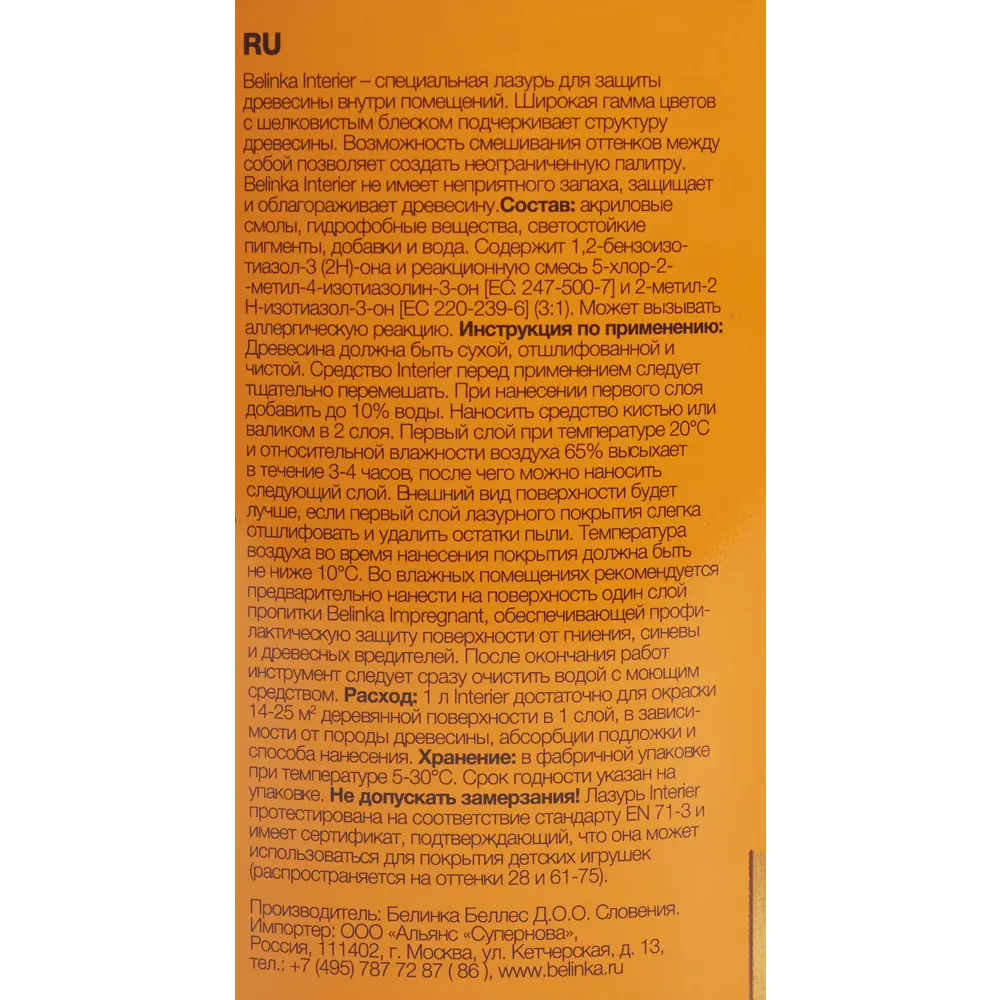 RU
Belinka Interier – специальная лазурь для защиты
древесины внутри помещений. Широкая гамма цветов
с шелковистым блеском подчеркивает структуру
древесины. Возможность смешивания оттенков между
собой позволяет создать неограниченную палитру.
Belinka Interier не имеет неприятного запаха, защищает
и облагораживает древесину.Состав: акриловые
смолы, гидрофобные вещества, светостойкие
пигменты, добавки и вода. Содержит 1,2-бензоизо-
тиазол-3 (2H)-она и реакционную смесь 5-хлор-2-
-метил-4-изотиазолин-3-он [EC: 247-500-7] и 2-метил-2
H-изотиазол-3-он [EC 220-239-6] (3:1). Может вызывать
аллергическую реакцию. Инструкция по применению:
Древесина должна быть сухой, отшлифованной и
чистой. Средство Interier перед применением следует
тщательно перемешать. При нанесении первого слоя
добавить до 10% воды. Наносить средство кистью или
валиком в 2 слоя. Первый слой при температуре 20°C
и относительной влажности воздуха 65% высыхает
в течение 3-4 часов, после чего можно наносить
следующий слой. Внешний вид поверхности будет
лучше, если первый слой лазурного покрытия слегка
отшлифовать и удалить остатки пыли. Температура
воздуха во время нанесения покрытия должна быть
не ниже 10°C. Во влажных помещениях рекомендуется
предварительно нанести на поверхность один слой
пропитки Belinka Impregnant, обеспечивающей профи-
лактическую защиту поверхности от гниения, синевы
и древесных вредителей. После окончания работ
инструмент следует сразу очистить водой с моющим
средством. Расход: 1 л Interier достаточно для окраски
14-25 м² деревянной поверхности в 1 слой, в зависи-
мости от породы древесины, абсорбции подложки и
способа нанесения. Хранение: в фабричной упаковке
при температуре 5-30°C. Срок годности указан на
упаковке. Не допускать замерзания! Лазурь Interier
протестирована на соответствие стандарту EN 71-3 и
имеет сертификат, подтверждающий, что она может
использоваться для покрытия детских игрушек
(распространяется на оттенки 28 и 61-75).
Производитель: Белинка Беллес Д.О.О. Словения.
Импортер: ООО «Альянс «Супернова»,
Россия, 111402, г. Москва, ул. Кетчерская, д. 13,
тел.: +7 (495) 787 72 87 ( 86 ), www.belinka.ru